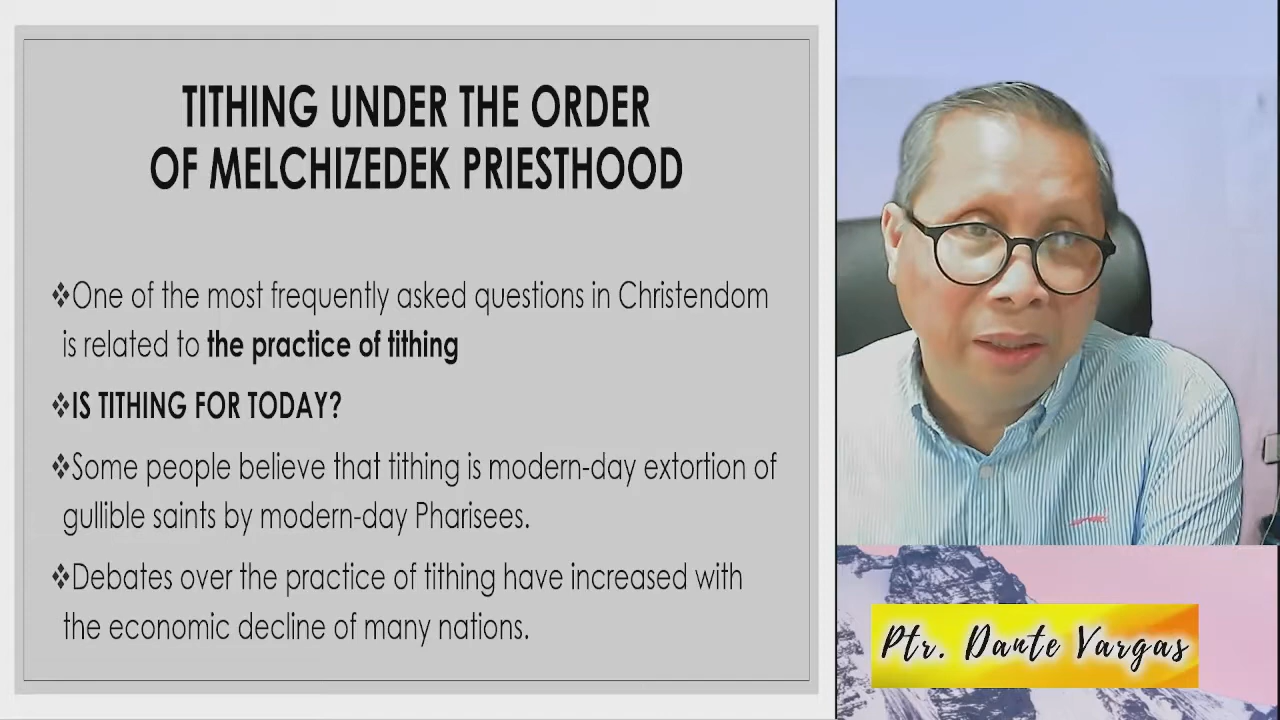 TITHING UNDER THE ORDER
OF MELCHIZEDEK PRIESTHOOD
❖One of the most frequently asked questions in Christendom
is related to the practice of tithing
❖IS TITHING FOR TODAY?
❖Some people believe that tithing is modern-day extortion of
gullible saints by modern-day Pharisees.
❖Debates over the practice of tithing have increased with
the economic decline of many nations.
Ptr. Dante Vargas